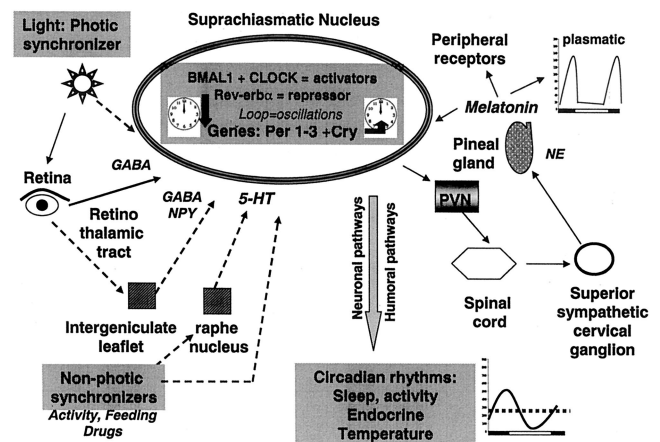 Suprachiasmatic Nucleus
Light: Photic
synchronizer
BMAL1 + CLOCK = activators
Rev-erbα = repressor
Loop=oscillations
Genes: Per 1-3 +Cry
Peripheral
receptors
plasmatic
Melatonin
Pineal
gland
NE
GABA
Retina
Retino
thalamic
tract
GABA
NPY
5-HT
PVN
Neuronal pathways
Humoral pathways
Spinal
cord
Superior
sympathetic
cervical
ganglion
Intergeniculate
leaflet
raphe
nucleus
Non-photic
synchronizers
Activity, Feeding
Drugs
Circadian rhythms:
Sleep, activity
Endocrine
Temperature